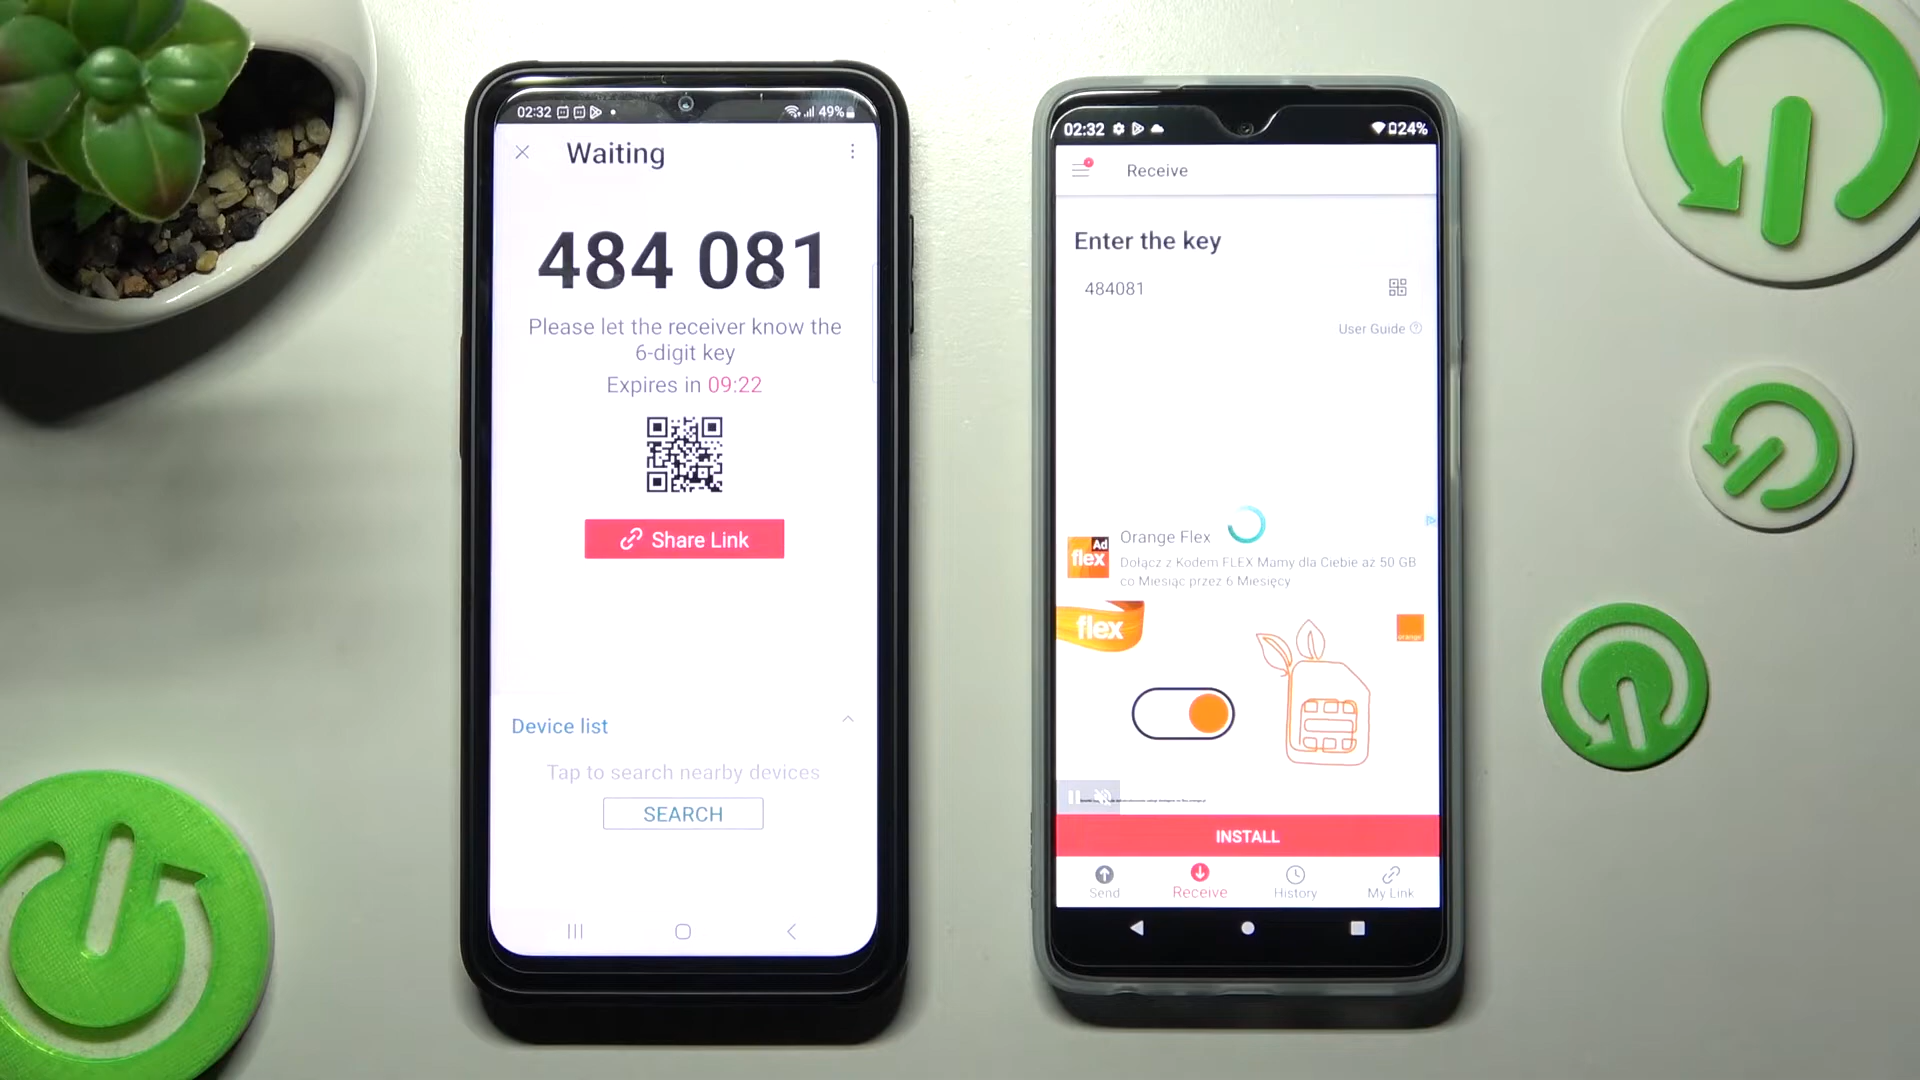 02:32
49%
Waiting
484 081
Please let the receiver know the
6-digit key
Expires in 09:22
Share Link
Device list
Tap to search nearby devices
SEARCH
02:32
24%
Receive
Enter the key
484081
User Guide
Ad
flex
Orange Flex
Dołącz z Kodem FLEX Mamy dla Ciebie aż 50 GB
co Miesiąc przez 6 Miesięcy
flex
orange
INSTALL
Send
Receive
History
My Link